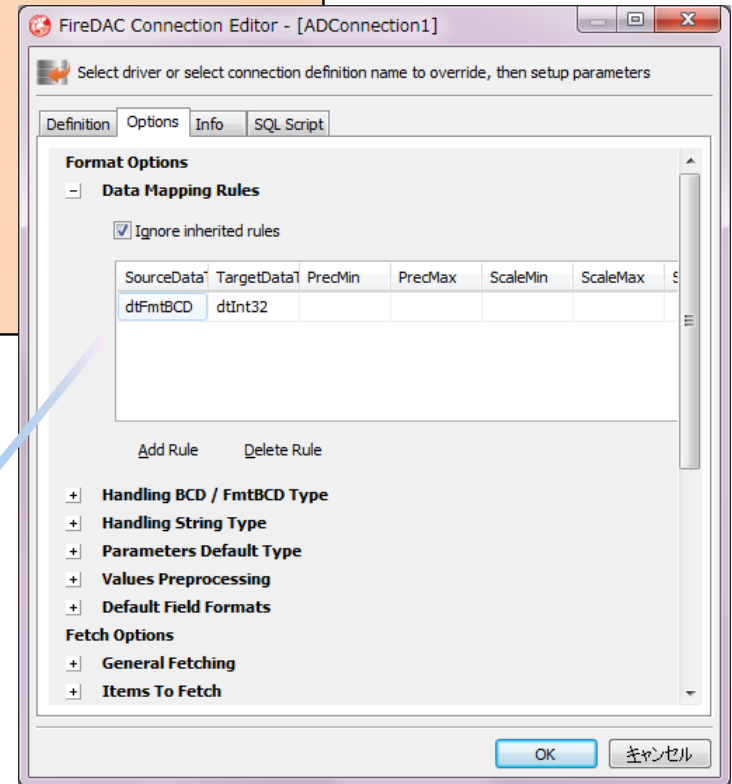 FireDAC Connection Editor - [ADConnection1]
Select driver or select connection definition name to override, then setup parameters
Definition Options Info SQL Script
Format Options
Data Mapping Rules
Ignore inherited rules
SourceDataT TargetDataT PrecMin PrecMax ScaleMin ScaleMax S
dtFmtBCD dtInt32
Add Rule Delete Rule
Handling BCD / FmtBCD Type
Handling String Type
Parameters Default Type
Values Preprocessing
Default Field Formats
Fetch Options
General Fetching
Items To Fetch
OK キャンセル